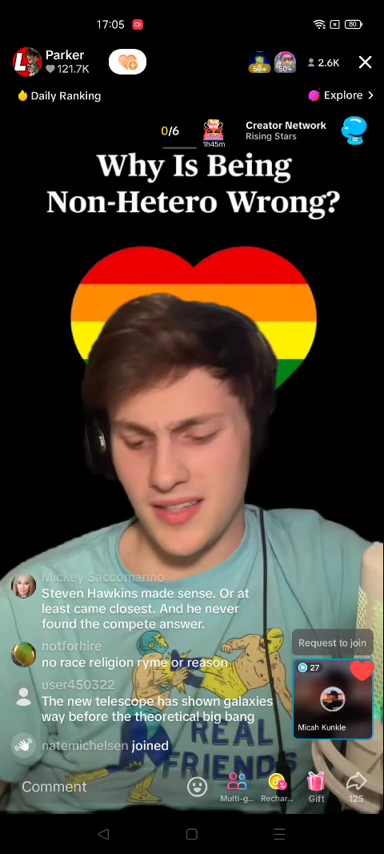 17:05
80
Parker
121.7K
50+
50+
2.6K
Daily Ranking
Explore >
0/6
1h45m
Creator Network
Rising Stars
Why Is Being
Non-Hetero Wrong?
Mickey Saccomanno
Steven Hawkins made sense. Or at
least came closest. And he never
found the compete answer.
notforhire
no race religion ryme or reason
user450322
The new telescope has shown galaxies
way before the theoretical big bang
natemichelsen joined
REAL
FRIENDS
Request to join
27
Micah Kunkle
Comment
Multi-g...
Rechar...
Gift
125